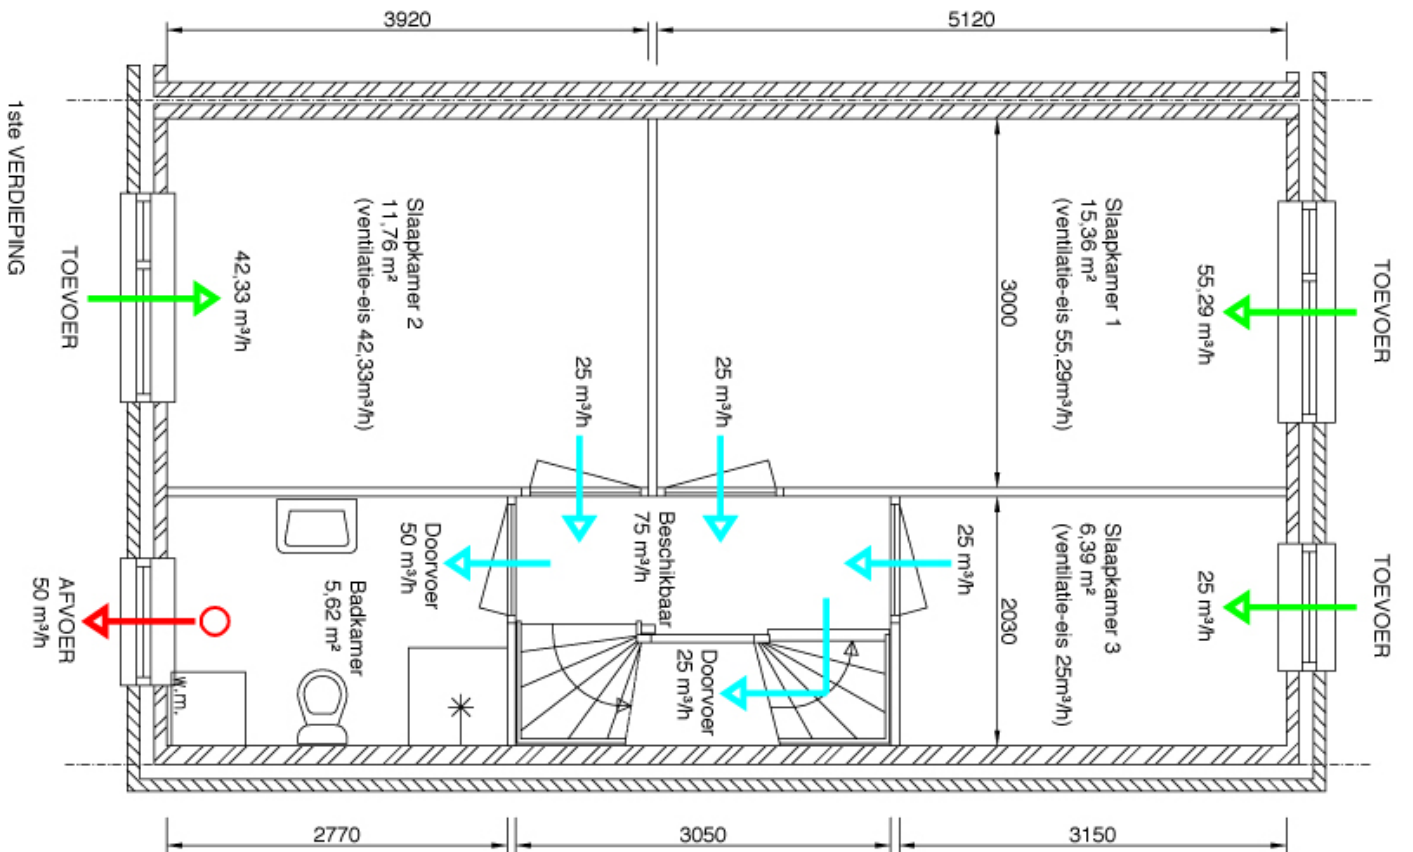 3920
5120
1ste VERDIEPING
TOEVOER
42,33 m³/h
Slaapkamer 2
11,76 m²
(ventilatie-eis 42,33m³/h)
Slaapkamer 1
15,36 m²
(ventilatie-eis 55,29m³/h)
55,29 m³/h
TOEVOER
3000
25 m³/h
25 m³/h
Doorvoer
50 m³/h
Beschikbaar
75 m³/h
25 m³/h
2030
Slaapkamer 3
6,39 m²
(ventilatie-eis 25m³/h)
25 m³/h
TOEVOER
AFVOER
50 m³/h
Badkamer
5,62 m²
w.m.
Doorvoer
25 m³/h
2770
3050
3150